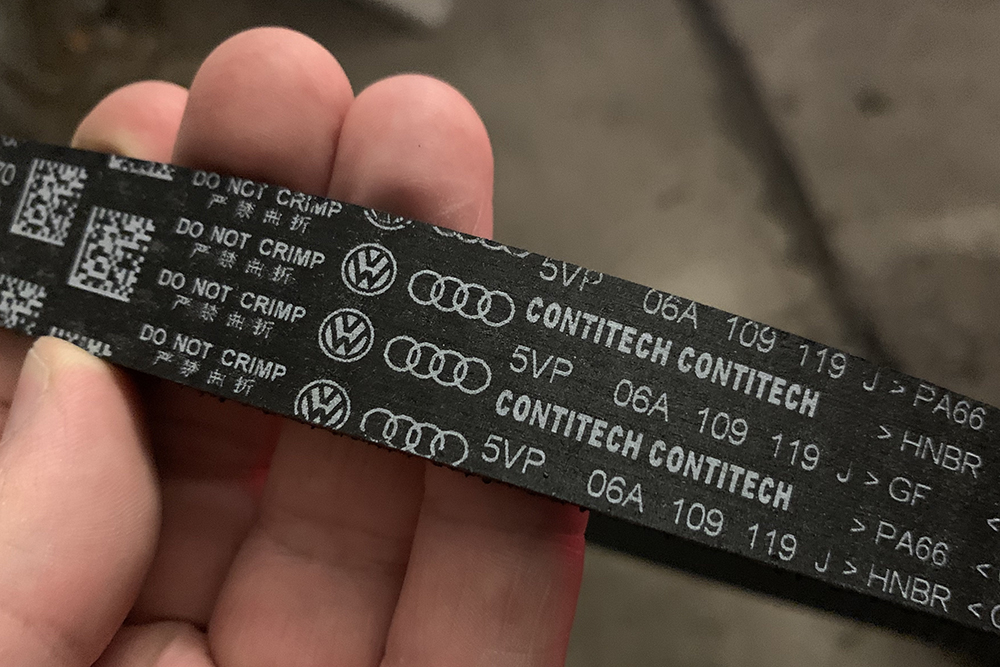 70
DO NOT CRIMP
严禁曲折
5VP 06A 109 119 J >PA66
DO NOT CRIMP
严禁曲折
CONTITECH CONTITECH >HNBR
5VP 06A 109 119 J >GF
DO NOT CRIMP
严禁曲折
CONTITECH CONTITECH >PA66 <
5VP 06A 109 119 J >HNBR <
DO NOT CRIMP
严禁曲折